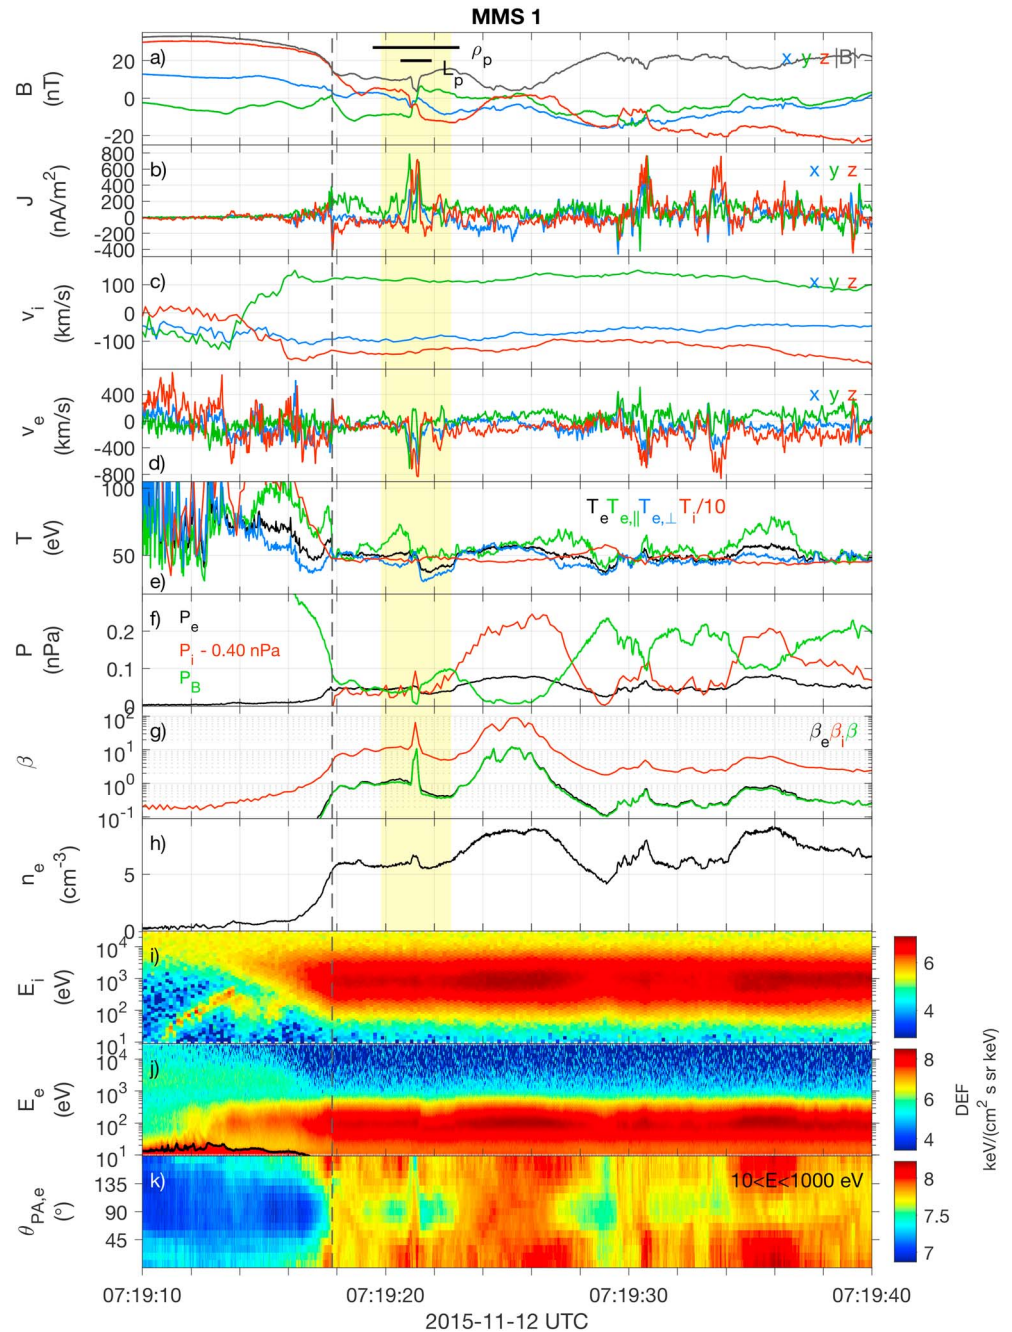 MMS 1
a)
B
(nT)
20
0
-20
ρp
Lp
x y z |B|
b)
J
(nA/m²)
800
600
400
200
0
-200
-400
x y z
c)
vi
(km/s)
100
0
-100
x y z
d)
ve
(km/s)
400
0
-400
-800
x y z
e)
T
(eV)
100
50
Te Te,|| Te,⊥ Ti/10
f)
P
(nPa)
0.2
0.1
0
Pe
Pi - 0.40 nPa
PB
g)
β
10²
10¹
10⁰
10⁻¹
βe βi β
h)
ne
(cm⁻³)
5
0
i)
Ei
(eV)
10⁴
10³
10²
10¹
6
4
j)
Ee
(eV)
10⁴
10³
10²
10¹
8
6
4
DEF
keV/(cm² s sr keV)
k)
θPA,e
(°)
135
90
45
10<E<1000 eV
8
7.5
7
07:19:10 07:19:20 07:19:30 07:19:40
2015-11-12 UTC